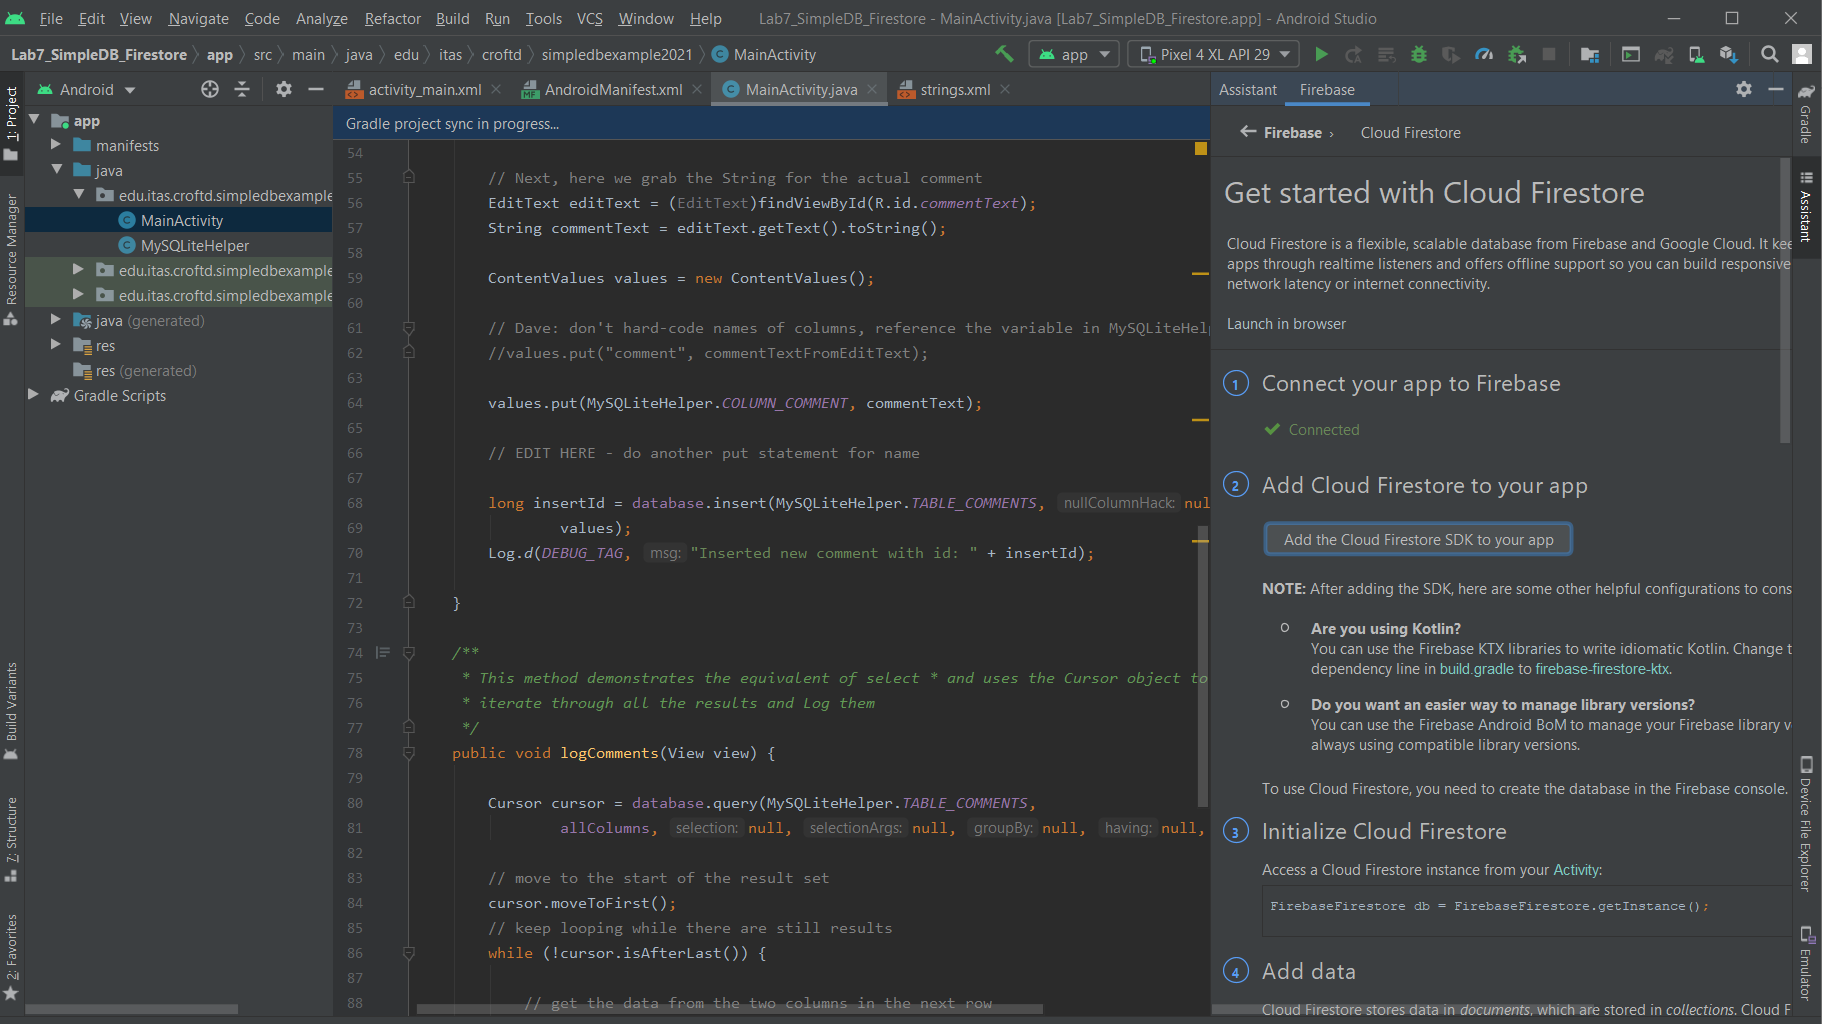 File Edit View Navigate Code Analyze Refactor Build Run Tools VCS Window Help Lab7_SimpleDB_Firestore - MainActivity.java [Lab7_SimpleDB_Firestore.app] - Android Studio
Lab7_SimpleDB_Firestore app src main java edu itas croftd simpledbexample2021 C MainActivity app Pixel 4 XL API 29
1: Project
Resource Manager
Build Variants
7: Structure
2: Favorites
Android
app
manifests
java
edu.itas.croftd.simpledbexample
C MainActivity
C MySQLiteHelper
edu.itas.croftd.simpledbexample
edu.itas.croftd.simpledbexample
java (generated)
res
res (generated)
Gradle Scripts
activity_main.xml MF AndroidManifest.xml C MainActivity.java strings.xml
Gradle project sync in progress...
54
55 // Next, here we grab the String for the actual comment
56 EditText editText = (EditText)findViewById(R.id.commentText);
57 String commentText = editText.getText().toString();
58
59 ContentValues values = new ContentValues();
60
61 // Dave: don't hard-code names of columns, reference the variable in MySQLiteHelp
62 //values.put("comment", commentTextFromEditText);
63
64 values.put(MySQLiteHelper.COLUMN_COMMENT, commentText);
65
66 // EDIT HERE - do another put statement for name
67
68 long insertId = database.insert(MySQLiteHelper.TABLE_COMMENTS, nullColumnHack: nul
69 values);
70 Log.d(DEBUG_TAG, msg: "Inserted new comment with id: " + insertId);
71
72 }
73
74 /**
75 * This method demonstrates the equivalent of select * and uses the Cursor object to
76 * iterate through all the results and Log them
77 */
78 public void logComments(View view) {
79
80 Cursor cursor = database.query(MySQLiteHelper.TABLE_COMMENTS,
81 allColumns, selection: null, selectionArgs: null, groupBy: null, having: null,
82
83 // move to the start of the result set
84 cursor.moveToFirst();
85 // keep looping while there are still results
86 while (!cursor.isAfterLast()) {
87
88 // get the data from the two columns in the next row
Assistant Firebase
Firebase › Cloud Firestore
Get started with Cloud Firestore
Cloud Firestore is a flexible, scalable database from Firebase and Google Cloud. It kee
apps through realtime listeners and offers offline support so you can build responsive
network latency or internet connectivity.
Launch in browser
1 Connect your app to Firebase
Connected
2 Add Cloud Firestore to your app
Add the Cloud Firestore SDK to your app
NOTE: After adding the SDK, here are some other helpful configurations to cons
Are you using Kotlin?
You can use the Firebase KTX libraries to write idiomatic Kotlin. Change t
dependency line in build.gradle to firebase-firestore-ktx.
Do you want an easier way to manage library versions?
You can use the Firebase Android BoM to manage your Firebase library v
always using compatible library versions.
To use Cloud Firestore, you need to create the database in the Firebase console.
3 Initialize Cloud Firestore
Access a Cloud Firestore instance from your Activity:
FirebaseFirestore db = FirebaseFirestore.getInstance();
4 Add data
Cloud Firestore stores data in documents, which are stored in collections. Cloud F
Gradle
Assistant
Device File Explorer
Emulator